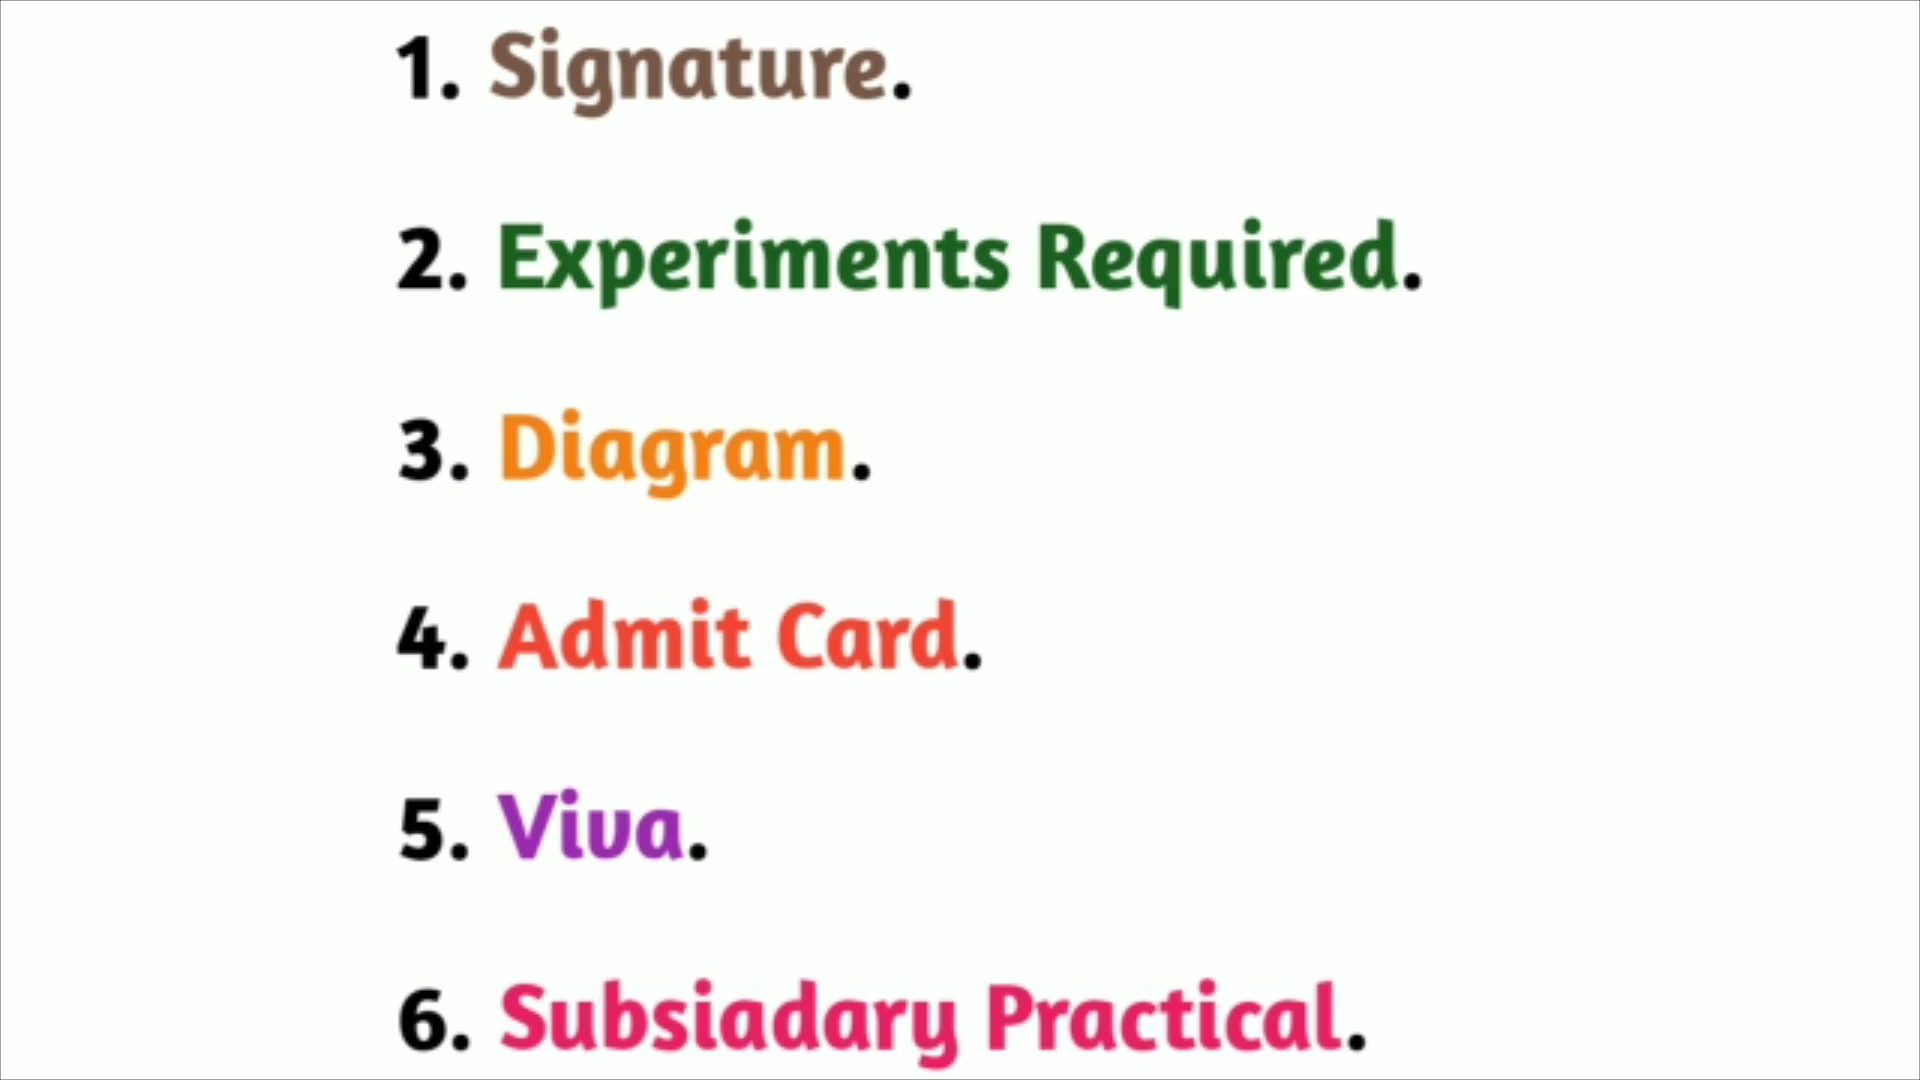 1. Signature.
2. Experiments Required.
3. Diagram.
4. Admit Card.
5. Viva.
6. Subsiadary Practical.